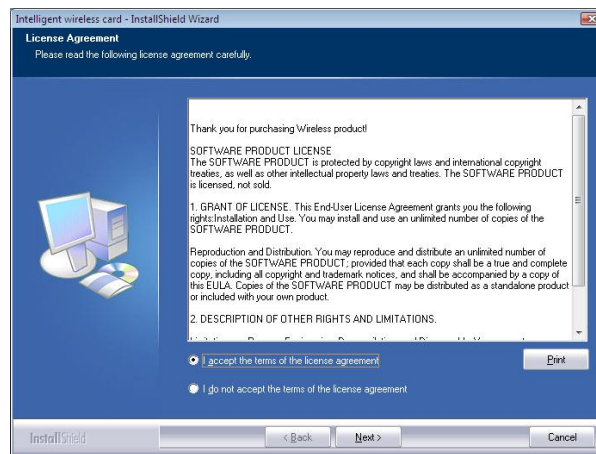 Intelligent wireless card - InstallShield Wizard
License Agreement
Please read the following license agreement carefully.
Thank you for purchasing Wireless product!
SOFTWARE PRODUCT LICENSE
The SOFTWARE PRODUCT is protected by copyright laws and international copyright
treaties, as well as other intellectual property laws and treaties. The SOFTWARE PRODUCT
is licensed, not sold.
1. GRANT OF LICENSE. This End-User License Agreement grants you the following
rights:Installation and Use. You may install and use an unlimited number of copies of the
SOFTWARE PRODUCT.
Reproduction and Distribution. You may reproduce and distribute an unlimited number of
copies of the SOFTWARE PRODUCT; provided that each copy shall be a true and complete
copy, including all copyright and trademark notices, and shall be accompanied by a copy of
this EULA. Copies of the SOFTWARE PRODUCT may be distributed as a standalone product
or included with your own product.
2. DESCRIPTION OF OTHER RIGHTS AND LIMITATIONS.
I accept the terms of the license agreement
Print
I do not accept the terms of the license agreement
InstallShield
< Back
Next >
Cancel